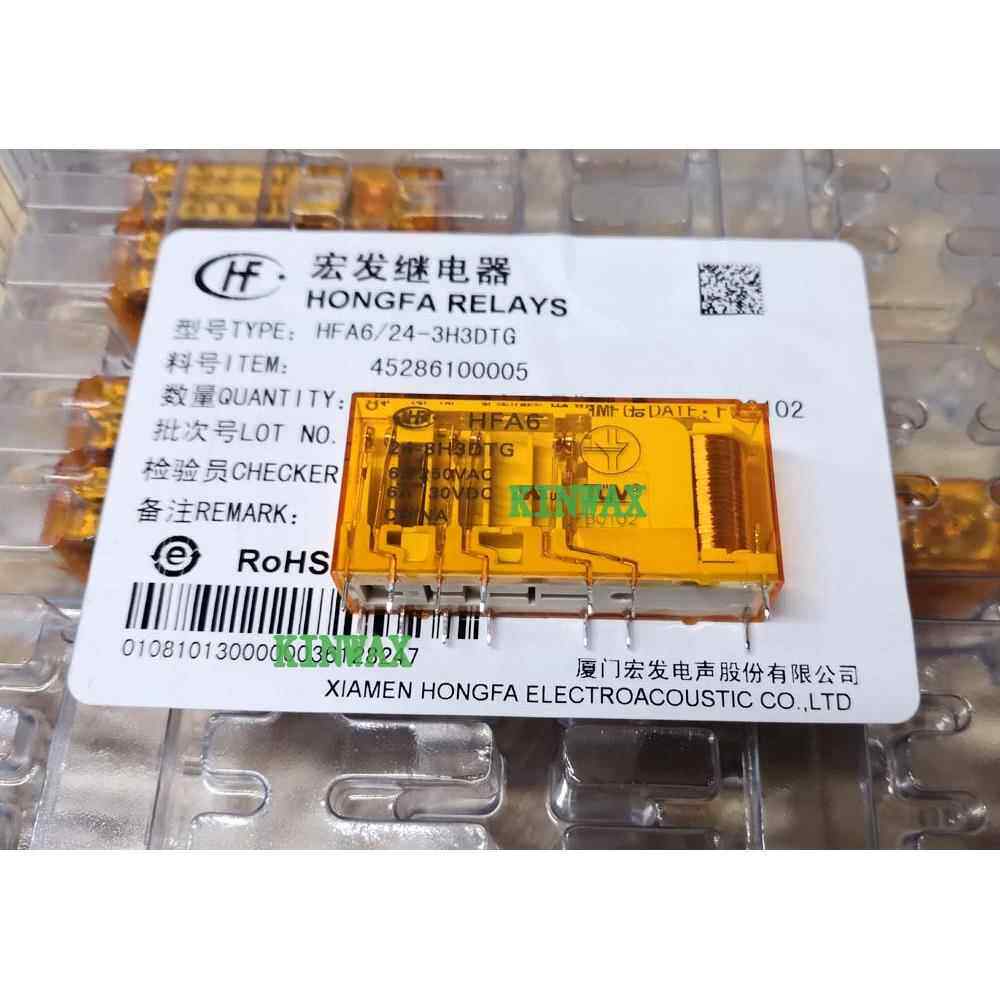 HF 宏发继电器
HONGFA RELAYS
型号TYPE: HFA6/24-3H3DTG
料号ITEM: 45286100005
数量QUANTITY:
批次号LOT NO.
检验员CHECKER
备注REMARK:
e RoHS
HF HFA6
24-3H3DTG
6A 250VAC
6A 30VDC
CHINA
KINWAX
KINWAX
0108101300000036128247
厦门宏发电声股份有限公司
XIAMEN HONGFA ELECTROACOUSTIC CO.,LTD